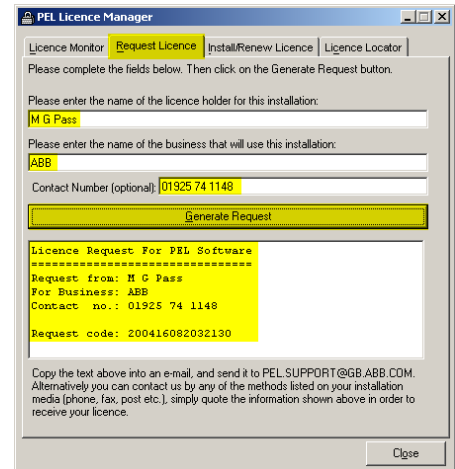 PEL Licence Manager
Licence Monitor Request Licence Install/Renew Licence Licence Locator
Please complete the fields below. Then click on the Generate Request button.
Please enter the name of the licence holder for this installation:
M G Pass
Please enter the name of the business that will use this installation:
ABB
Contact Number (optional): 01925 74 1148
Generate Request
Licence Request For PEL Software
================================
Request from: M G Pass
For Business: ABB
Contact  no.: 01925 74 1148
Request code: 200416082032130
Copy the text above into an e-mail, and send it to PEL.SUPPORT@GB.ABB.COM.
Alternatively you can contact us by any of the methods listed on your installation
media (phone, fax, post etc.), simply quote the information shown above in order to
receive your licence.
Close